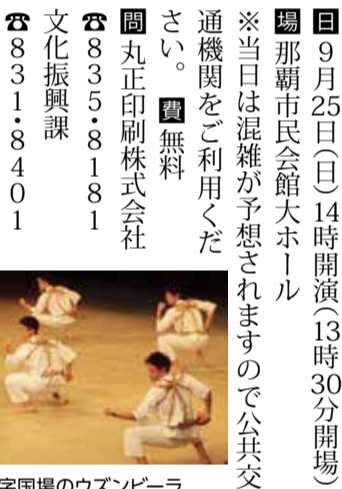 日 9月25日(日)14時開演(13時30分開場)
場 那覇市民会館大ホール
※当日は混雑が予想されますので公共交
通機関をご利用くだ
さい。 費 無料
問 丸正印刷株式会社
☎835・8181
文化振興課
☎831・8401
字国場のウズンビーラ